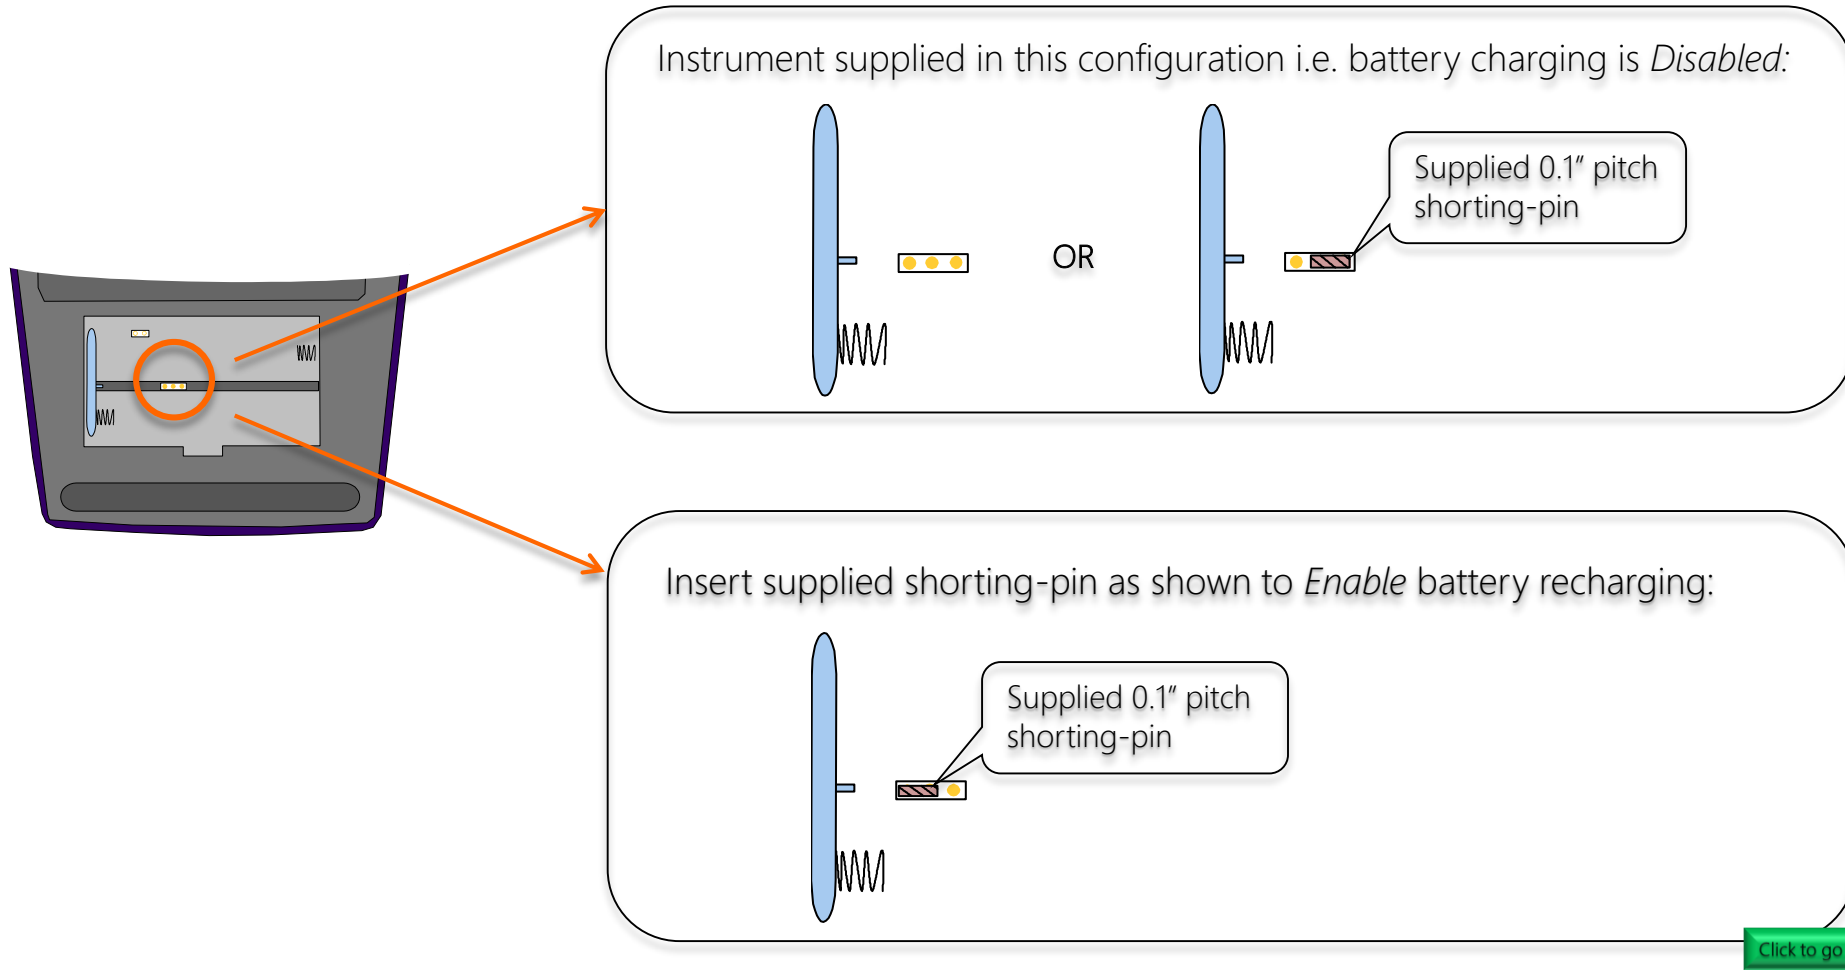 Instrument supplied in this configuration i.e. battery charging is Disabled:
Supplied 0.1" pitch
shorting-pin
OR
Insert supplied shorting-pin as shown to Enable battery recharging:
Supplied 0.1" pitch
shorting-pin
Click to go